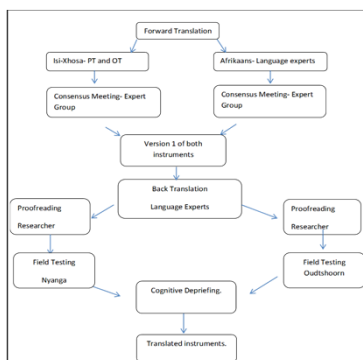 Forward Translation
Isi-Xhosa- PT and OT
Afrikaans- Language experts
Consensus Meeting- Expert
Group
Consensus Meeting- Expert
Group
Version 1 of both
instruments
Back Translation
Language Experts
Proofreading
Researcher
Proofreading
Researcher
Field Testing
Nyanga
Field Testing
Oudtshoorn
Cognitive Depriefing.
Translated instruments.